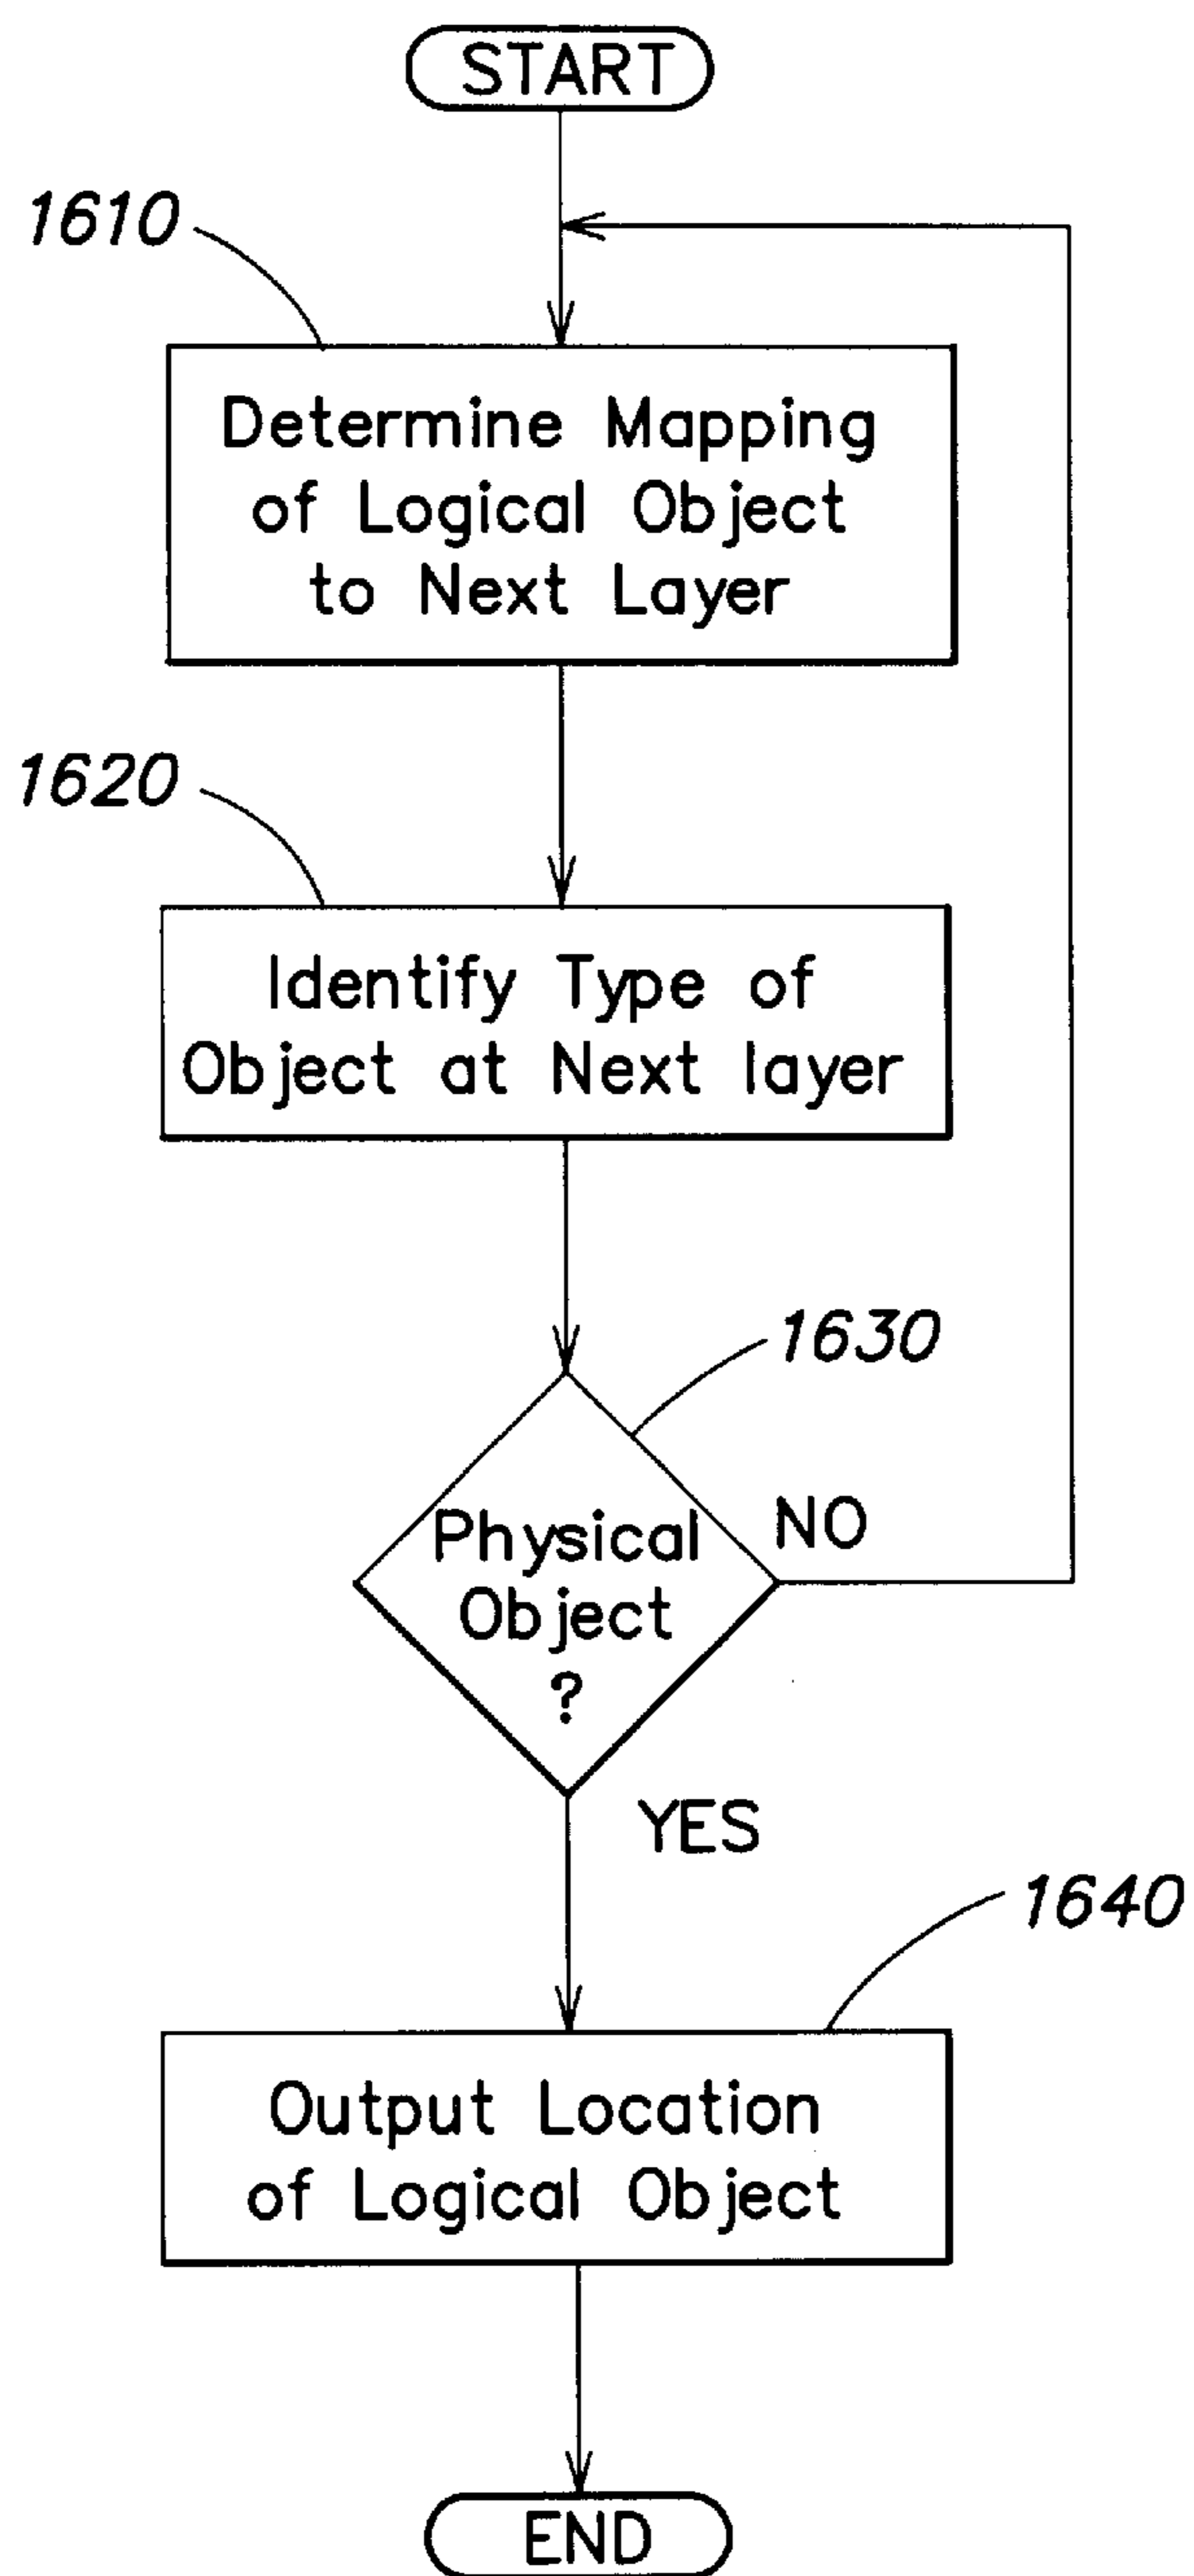 START
1610
Determine Mapping
of Logical Object
to Next Layer
1620
Identify Type of
Object at Next layer
1630
Physical
Object
?
NO
YES
1640
Output Location
of Logical Object
END